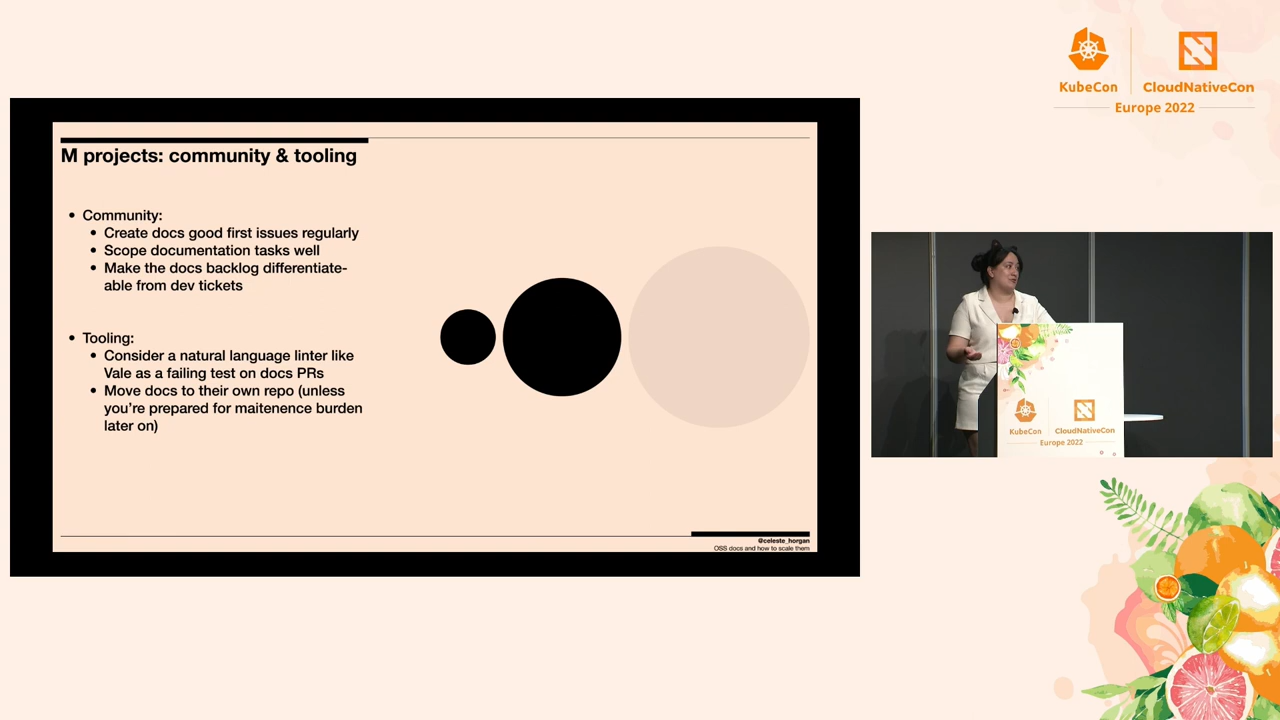 KubeCon
CloudNativeCon
Europe 2022
M projects: community & tooling
• Community:
• Create docs good first issues regularly
• Scope documentation tasks well
• Make the docs backlog differentiate-
able from dev tickets
• Tooling:
• Consider a natural language linter like
Vale as a failing test on docs PRs
• Move docs to their own repo (unless
you’re prepared for maitenence burden
later on)
@celeste_horgan
OSS docs and how to scale them
KubeCon
CloudNativeCon
Europe 2022